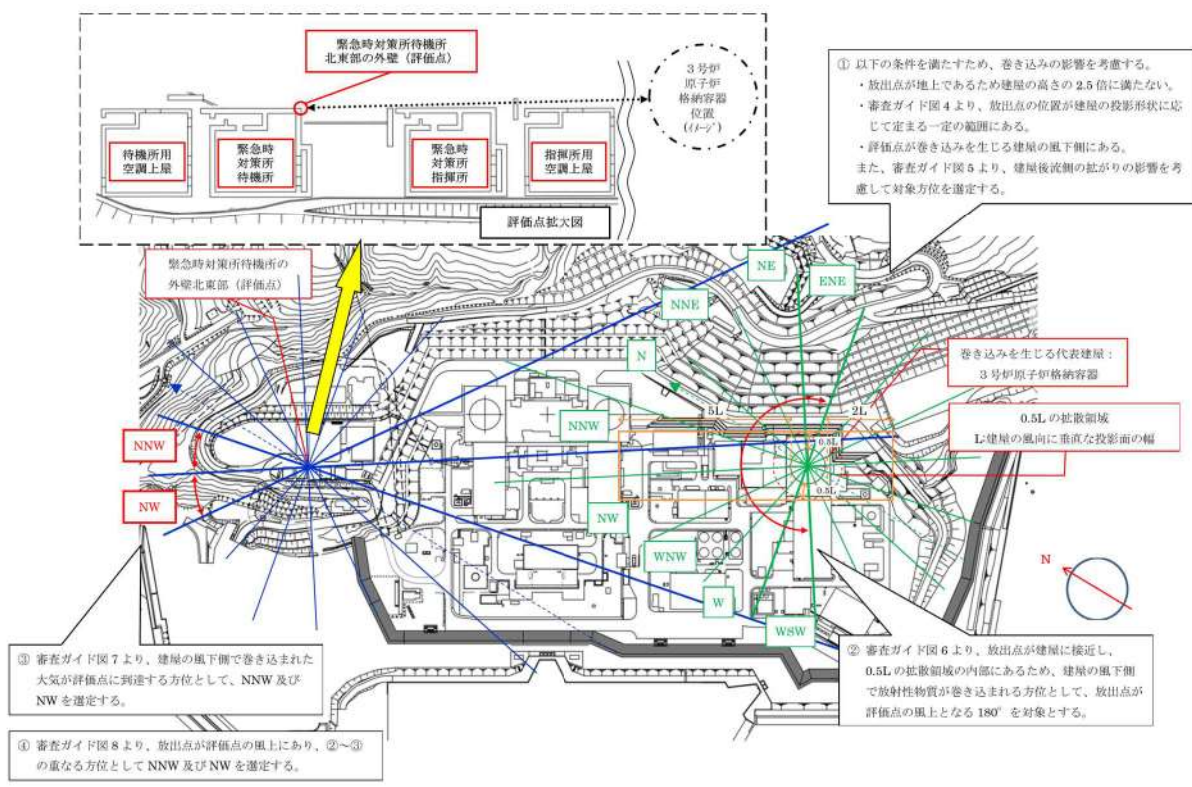 緊急時対策所待機所
北東部の外壁（評価点）
３号炉
原子炉
格納容器
位置
(ｲﾒｰｼﾞ)
待機所用
空調上屋
緊急時
対策所
待機所
緊急時
対策所
指揮所
指揮所用
空調上屋
評価点拡大図
① 以下の条件を満たすため、巻き込みの影響を考慮する。
・放出点が地上であるため建屋の高さの 2.5 倍に満たない。
・審査ガイド図 4 より、放出点の位置が建屋の投影形状に応
じて定まる一定の範囲にある。
・評価点が巻き込みを生じる建屋の風下側にある。
また、審査ガイド図 5 より、建屋後流側の拡がりの影響を考
慮して対象方位を選定する。
緊急時対策所待機所の
外壁北東部（評価点）
NE
ENE
NNE
N
巻き込みを生じる代表建屋：
３号炉原子炉格納容器
5L
2L
NNW
0.5L
0.5L の拡散領域
L:建屋の風向に垂直な投影面の幅
NNW
0.5L
NW
NW
WNW
W
WSW
N
③ 審査ガイド図 7 より、建屋の風下側で巻き込まれた
大気が評価点に到達する方位として、NNW 及び
NW を選定する。
② 審査ガイド図 6 より、放出点が建屋に接近し、
0.5L の拡散領域の内部にあるため、建屋の風下側
で放射性物質が巻き込まれる方位として、放出点が
評価点の風上となる 180° を対象とする。
④ 審査ガイド図 8 より、放出点が評価点の風上にあり、②～③
の重なる方位として NNW 及び NW を選定する。